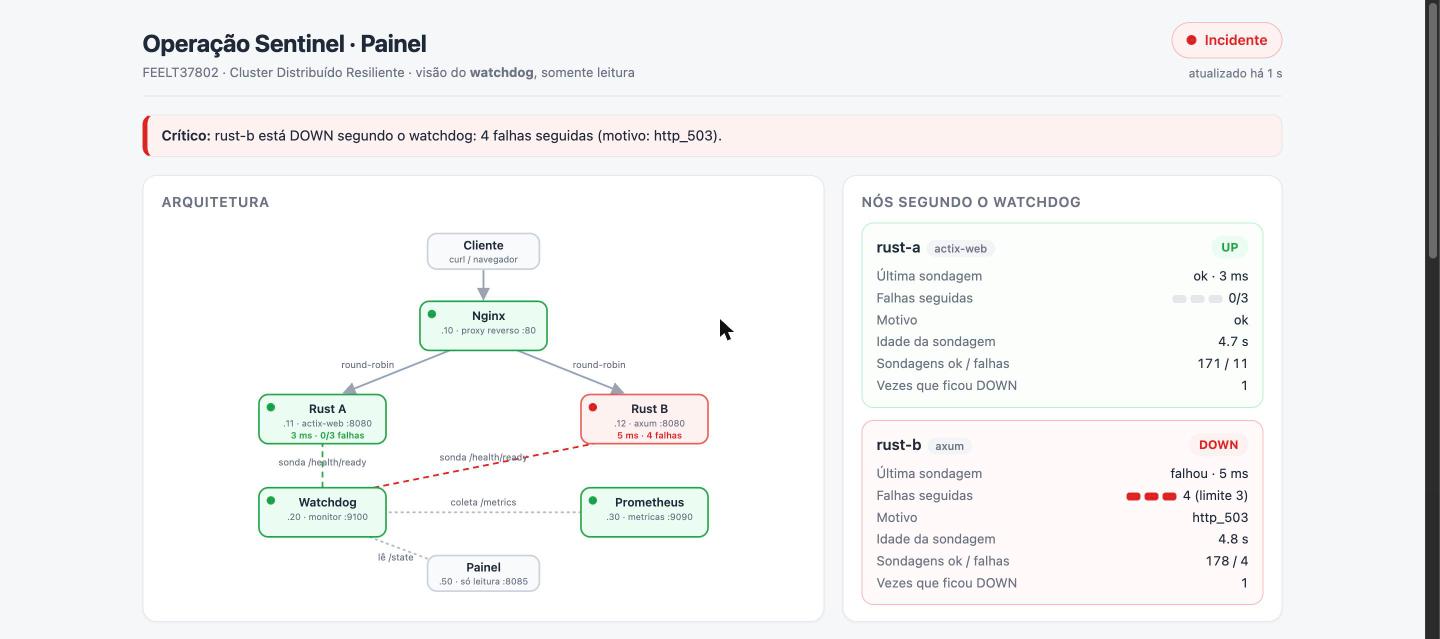 Operação Sentinel · Painel
Incidente
FEELT37802 · Cluster Distribuído Resiliente · visão do watchdog, somente leitura
atualizado há 1 s
Crítico: rust-b está DOWN segundo o watchdog: 4 falhas seguidas (motivo: http_503).
ARQUITETURA
Cliente
curl / navegador
Nginx
.10 · proxy reverso :80
round-robin
round-robin
Rust A
.11 · actix-web :8080
3 ms · 0/3 falhas
Rust B
.12 · axum :8080
5 ms · 4 falhas
sonda /health/ready
sonda /health/ready
Watchdog
.20 · monitor :9100
coleta /metrics
Prometheus
.30 · metricas :9090
lê /state
Painel
.50 · só leitura :8085
NÓS SEGUNDO O WATCHDOG
rust-a actix-web UP
Última sondagem ok · 3 ms
Falhas seguidas 0/3
Motivo ok
Idade da sondagem 4.7 s
Sondagens ok / falhas 171 / 11
Vezes que ficou DOWN 1
rust-b axum DOWN
Última sondagem falhou · 5 ms
Falhas seguidas 4 (limite 3)
Motivo http_503
Idade da sondagem 4.8 s
Sondagens ok / falhas 178 / 4
Vezes que ficou DOWN 1